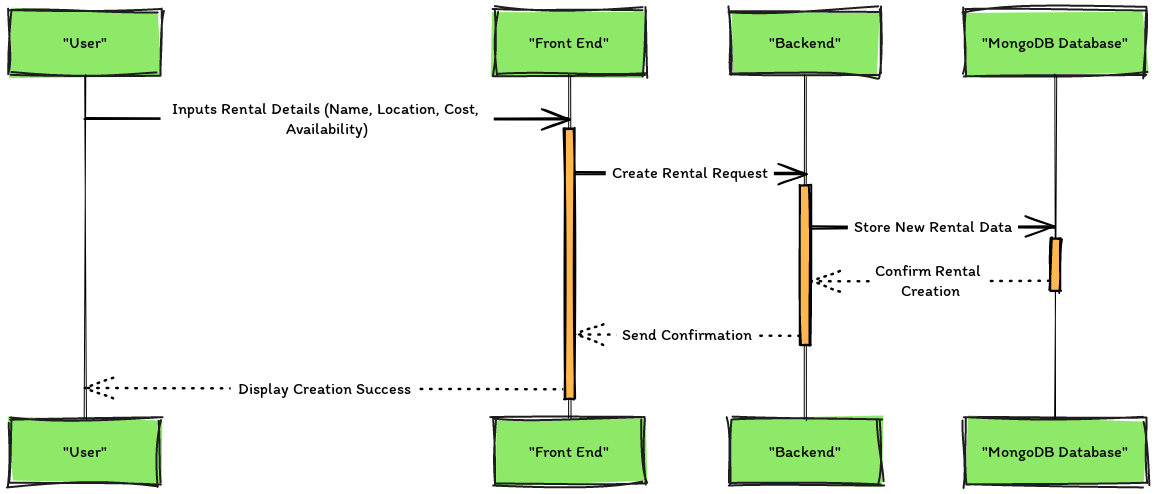 "User"
"Front End"
"Backend"
"MongoDB Database"
Inputs Rental Details (Name, Location, Cost,
Availability)
Create Rental Request
Store New Rental Data
Confirm Rental
Creation
Send Confirmation
Display Creation Success
"User"
"Front End"
"Backend"
"MongoDB Database"